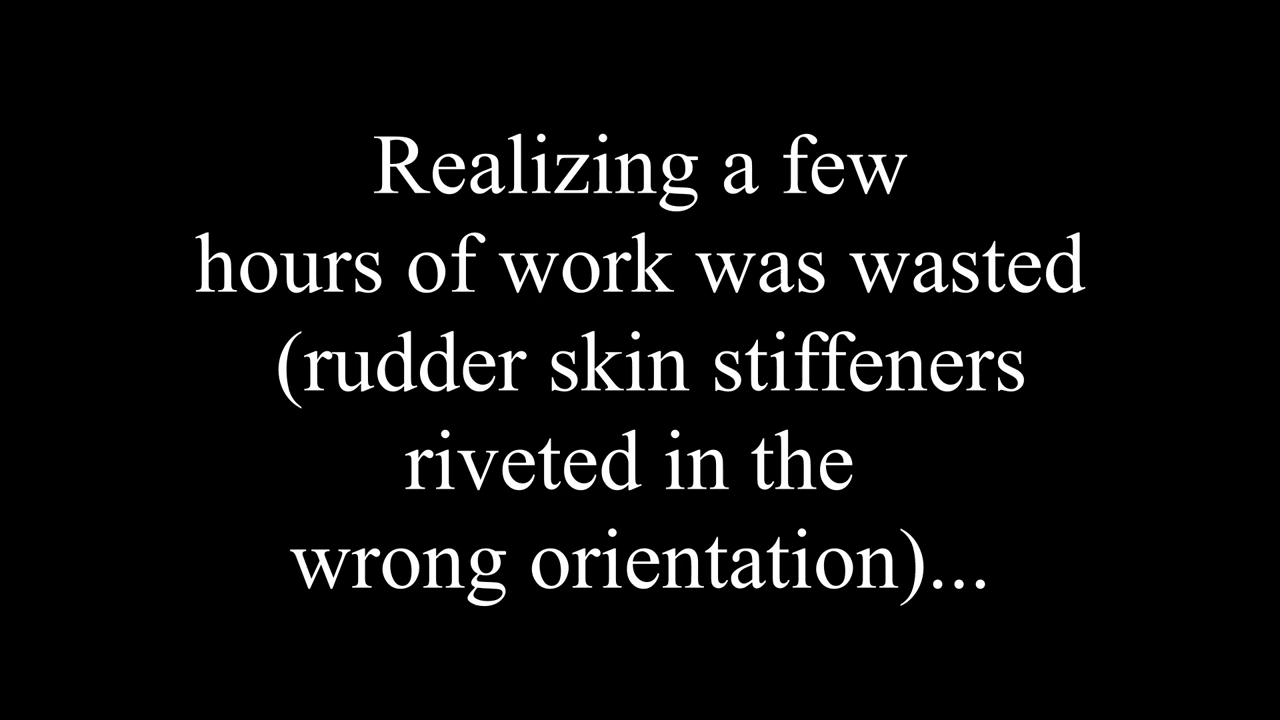 Realizing a few
hours of work was wasted
(rudder skin stiffeners
riveted in the
wrong orientation)...